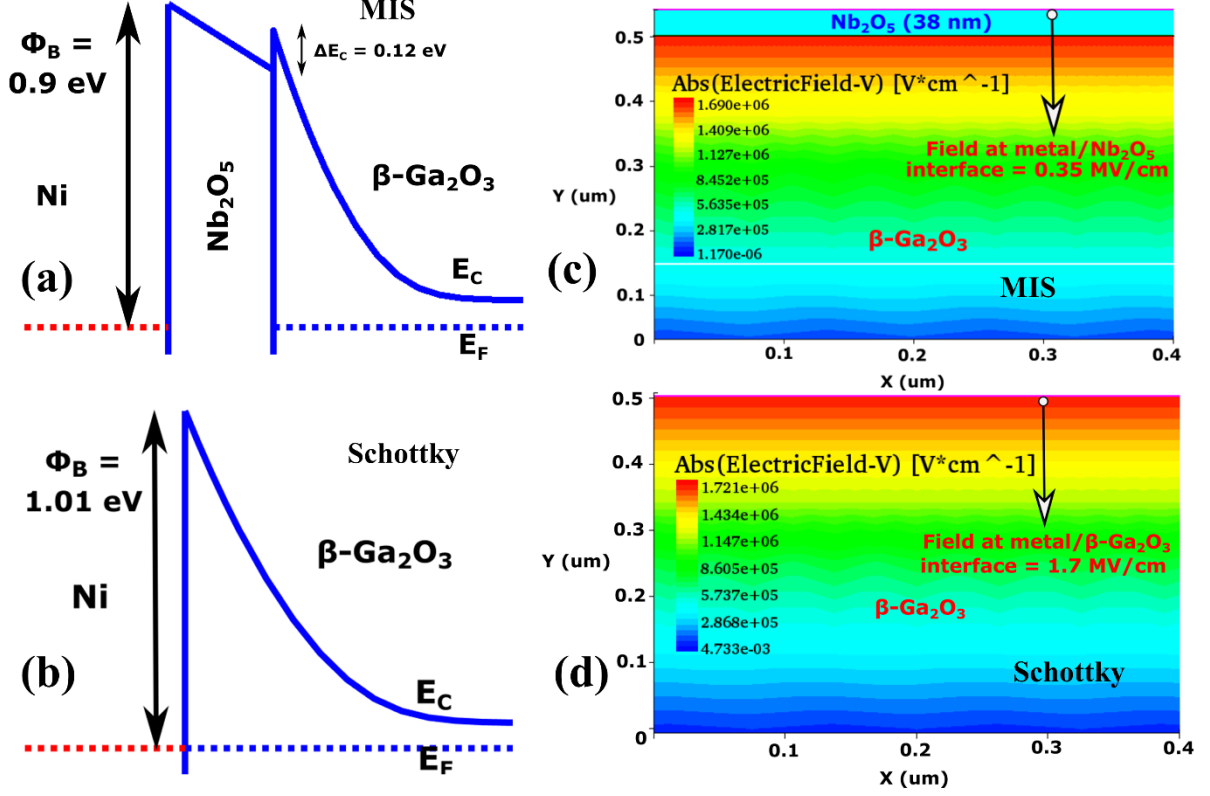 MIS
Φ_B =
0.9 eV
ΔE_C = 0.12 eV
Ni
Nb₂O₅
β-Ga₂O₃
(a)
E_C
E_F
Φ_B =
1.01 eV
Schottky
β-Ga₂O₃
Ni
(b)
E_C
E_F
Nb₂O₅ (38 nm)
0.5
Abs(ElectricField-V) [V*cm^-1]
1.690e+06
1.409e+06
1.127e+06
8.452e+05
5.635e+05
2.817e+05
1.170e-06
0.4
Field at metal/Nb₂O₅
interface = 0.35 MV/cm
0.3
Y (um)
0.2
β-Ga₂O₃
(c)
MIS
0.1
0
0.1
0.2
0.3
0.4
X (um)
0.5
Abs(ElectricField-V) [V*cm^-1]
1.721e+06
1.434e+06
1.147e+06
8.605e+05
5.737e+05
2.868e+05
4.733e-03
0.4
0.3
Field at metal/β-Ga₂O₃
interface = 1.7 MV/cm
Y (um)
0.2
β-Ga₂O₃
(d)
Schottky
0.1
0
0.1
0.2
0.3
0.4
X (um)